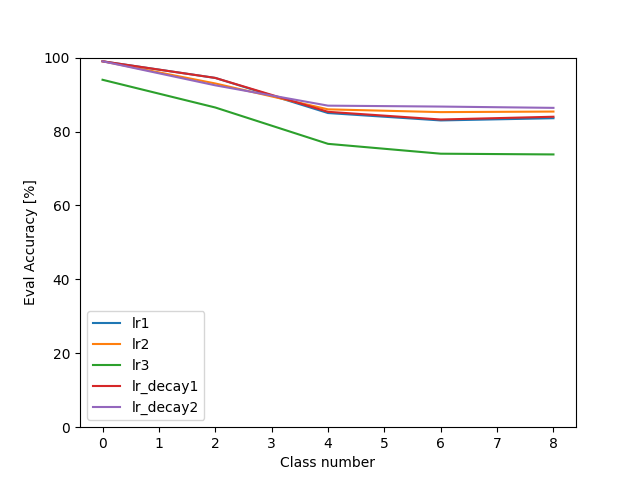 100
80
60
40
20
0
Eval Accuracy [%]
lr1
lr2
lr3
lr_decay1
lr_decay2
0 1 2 3 4 5 6 7 8
Class number